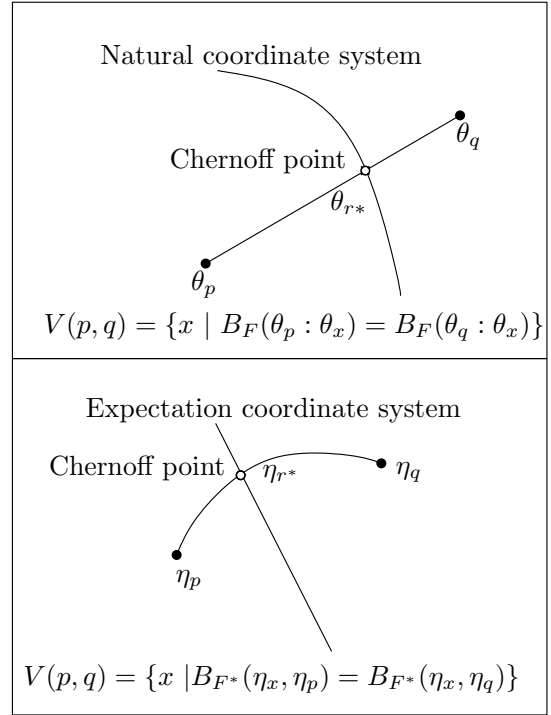 Natural coordinate system
θ_q
Chernoff point
θ_{r*}
θ_p
V(p, q) = {x | B_F(θ_p : θ_x) = B_F(θ_q : θ_x)}
Expectation coordinate system
Chernoff point
η_{r*}
η_q
η_p
V(p, q) = {x |B_{F*}(η_x, η_p) = B_{F*}(η_x, η_q)}